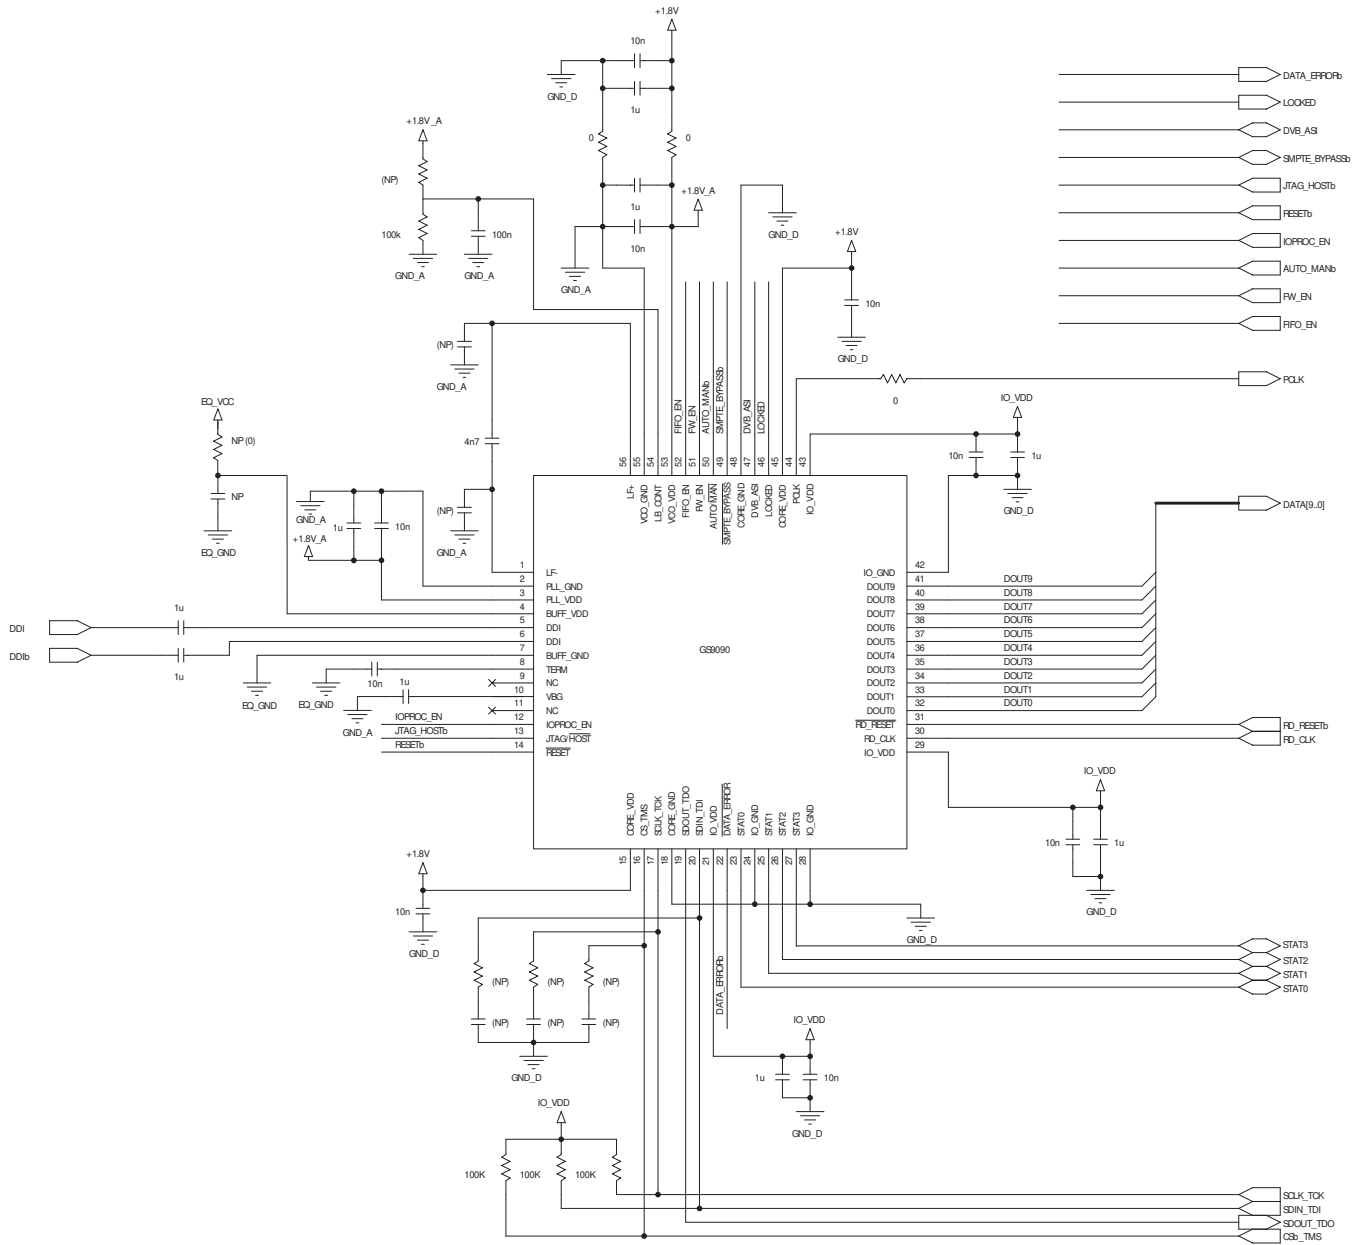 +1.8V
10n
GND_D
1u
DATA_ERRORb
LOCKED
+1.8V_A
0
0
DVB_ASI
SMPTE_BYPASSb
(NP)
+1.8V_A
JTAG_HOSTb
1u
RESETb
100k
100n
10n
GND_D
+1.8V
IOPROC_EN
GND_A
GND_A
GND_A
AUTO_MANb
FW_EN
10n
FIFO_EN
(NP)
GND_D
GND_A
PCLK
0
EQ_VCC
IO_VDD
FIFO_EN
FW_EN
AUTO_MANb
SMPTE_BYPASSb
DVB_ASI
LOCKED
NP (0)
4n7
10n
1u
56
55
54
53
52
51
50
49
48
47
46
45
44
43
NP
LF+
VCO_GND
LB_CONT
VCO_VDD
FIFO_EN
FW_EN
AUTO/MAN
SMPTE_BYPASS
CORE_GND
DVB_ASI
LOCKED
CORE_VDD
PCLK
IO_VDD
GND_D
DATA[9..0]
GND_A
(NP)
1u
10n
EQ_GND
+1.8V_A
GND_A
1
LF-
2
PLL_GND
3
PLL_VDD
4
BUFF_VDD
5
DDI
6
DDI
7
BUFF_GND
8
TERM
9
NC
10
VBG
11
NC
12
IOPROC_EN
13
JTAG/HOST
14
RESET
1u
DDI
DDIb
1u
GS9090
EQ_GND
EQ_GND
10n
1u
GND_A
IOPROC_EN
JTAG_HOSTb
RESETb
IO_GND
42
DOUT9
41
DOUT9
DOUT8
40
DOUT8
DOUT7
39
DOUT7
DOUT6
38
DOUT6
DOUT5
37
DOUT5
DOUT4
36
DOUT4
DOUT3
35
DOUT3
DOUT2
34
DOUT2
DOUT1
33
DOUT1
DOUT0
32
DOUT0
RD_RESET
31
RD_RESETb
RD_CLK
30
RD_CLK
IO_VDD
29
IO_VDD
CORE_VDD
CS_TMS
SCLK_TCK
CORE_GND
SDOUT_TDO
SDIN_TDI
IO_VDD
DATA_ERROR
STAT0
IO_GND
STAT1
STAT2
STAT3
IO_GND
10n
1u
15
16
17
18
19
20
21
22
23
24
25
26
27
28
+1.8V
10n
GND_D
GND_D
GND_D
STAT3
STAT2
STAT1
STAT0
(NP)
(NP)
(NP)
DATA_ERRORb
(NP)
(NP)
(NP)
IO_VDD
GND_D
1u
10n
IO_VDD
GND_D
100K
100K
100K
SCLK_TCK
SDIN_TDI
SDOUT_TDO
CSb_TMS